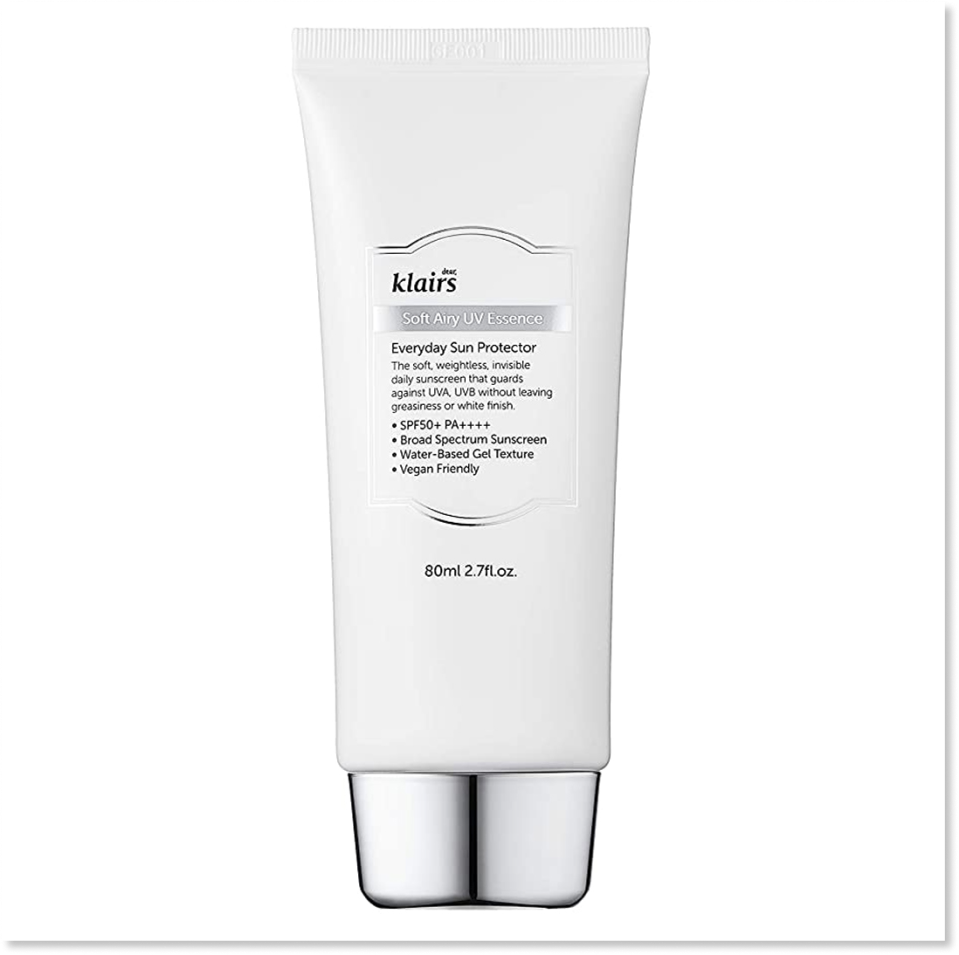 dear,
klairs
Soft Airy UV Essence
Everyday Sun Protector
The soft, weightless, invisible
daily sunscreen that guards
against UVA, UVB without leaving
greasiness or white finish.
• SPF50+ PA++++
• Broad Spectrum Sunscreen
• Water-Based Gel Texture
• Vegan Friendly
80ml 2.7fl.oz.